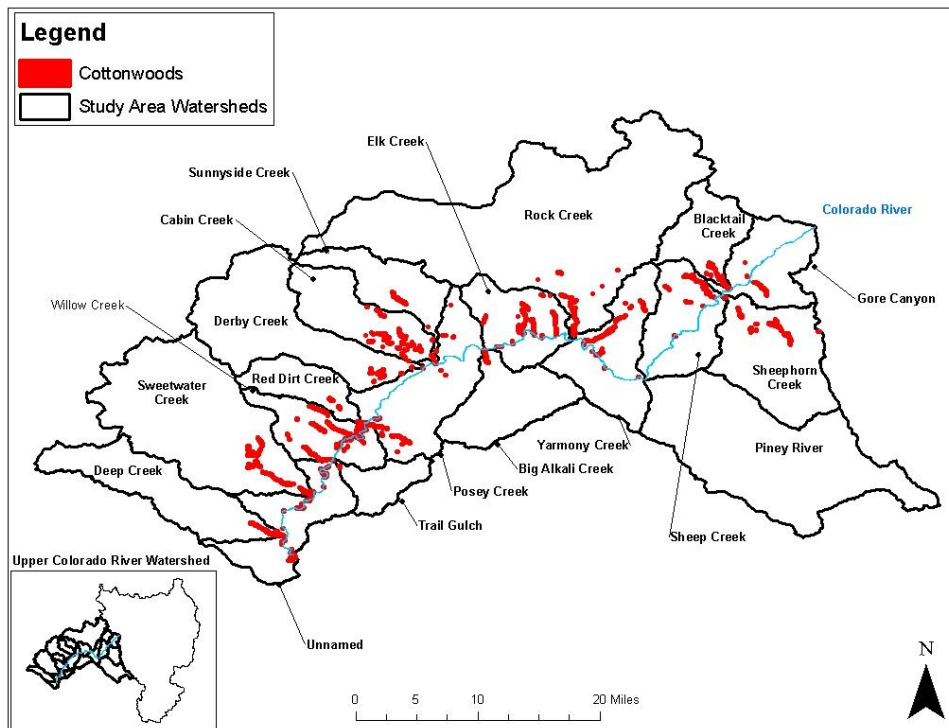 Legend
Cottonwoods
Study Area Watersheds
Elk Creek
Sunnyside Creek
Rock Creek
Cabin Creek
Blacktail
Creek
Colorado River
Willow Creek
Gore Canyon
Derby Creek
Red Dirt Creek
Sweetwater
Creek
Sheephorn
Creek
Deep Creek
Yarmony Creek
Piney River
Big Alkali Creek
Posey Creek
Trail Gulch
Sheep Creek
Upper Colorado River Watershed
Unnamed
N
0 5 10 20 Miles